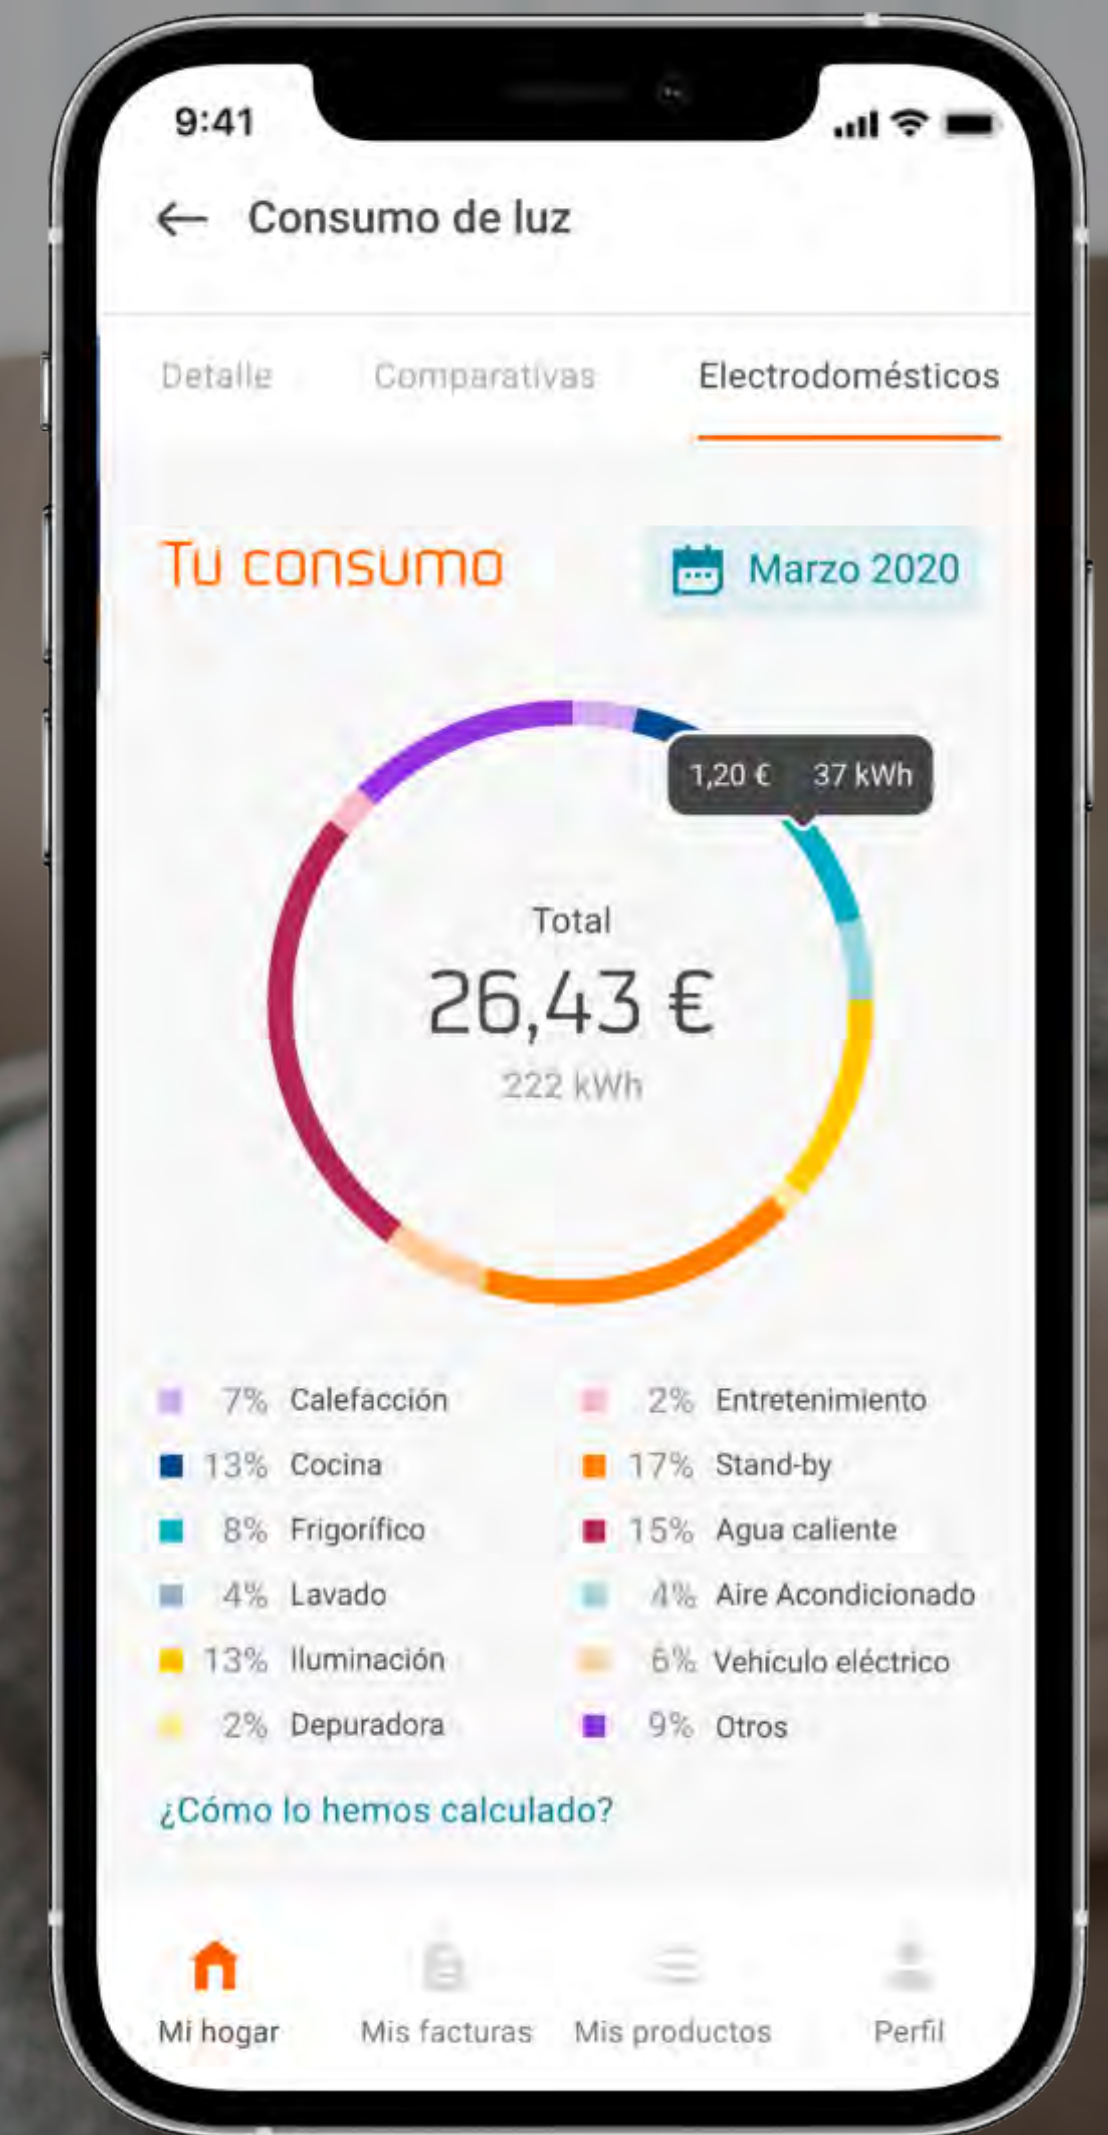 9:41
Consumo de luz
Detalle Comparativas Electrodomésticos
Tu consumo Marzo 2020
1,20 € 37 kWh
Total
26,43 €
222 kWh
7% Calefacción 2% Entretenimiento
13% Cocina 17% Stand-by
8% Frigorífico 15% Agua caliente
4% Lavado 4% Aire Acondicionado
13% Iluminación 6% Vehículo eléctrico
2% Depuradora 9% Otros
¿Cómo lo hemos calculado?
Mi hogar Mis facturas Mis productos Perfil